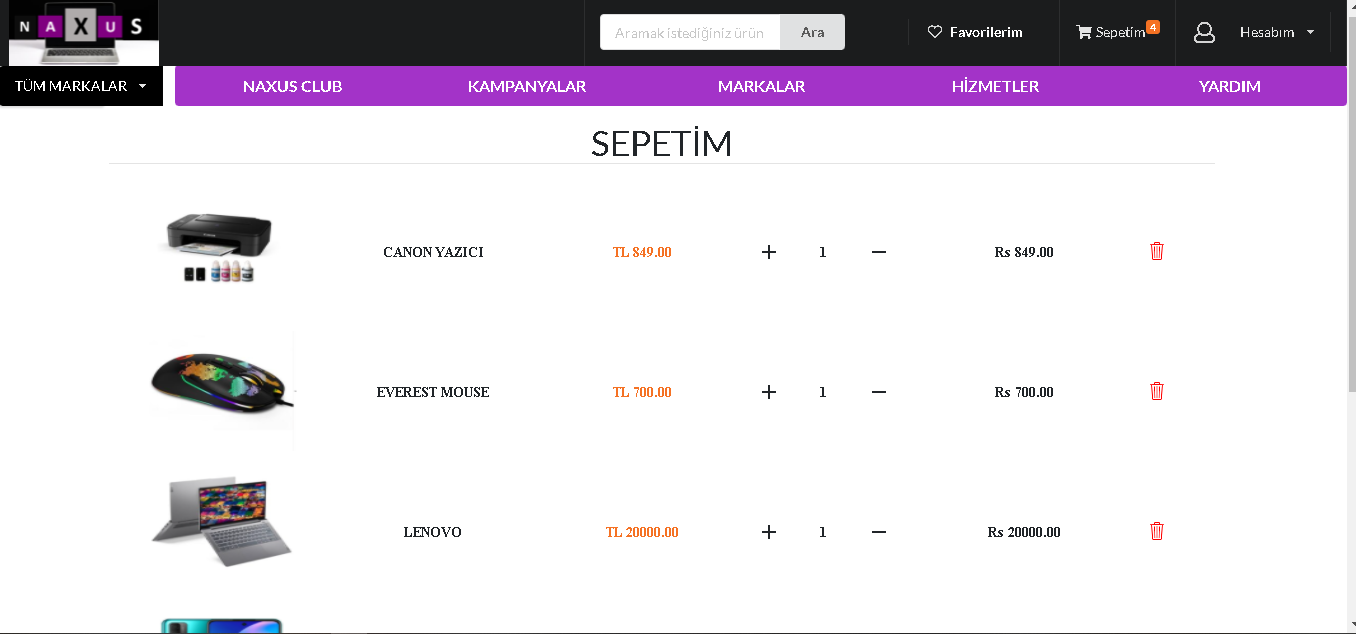 NAXUS
Aramak istediğiniz ürün
Ara
Favorilerim
Sepetim 4
Hesabım
TÜM MARKALAR
NAXUS CLUB
KAMPANYALAR
MARKALAR
HİZMETLER
YARDIM
SEPETİM
CANON YAZICI TL 849.00 + 1 — Rs 849.00
EVEREST MOUSE TL 700.00 + 1 — Rs 700.00
LENOVO TL 20000.00 + 1 — Rs 20000.00